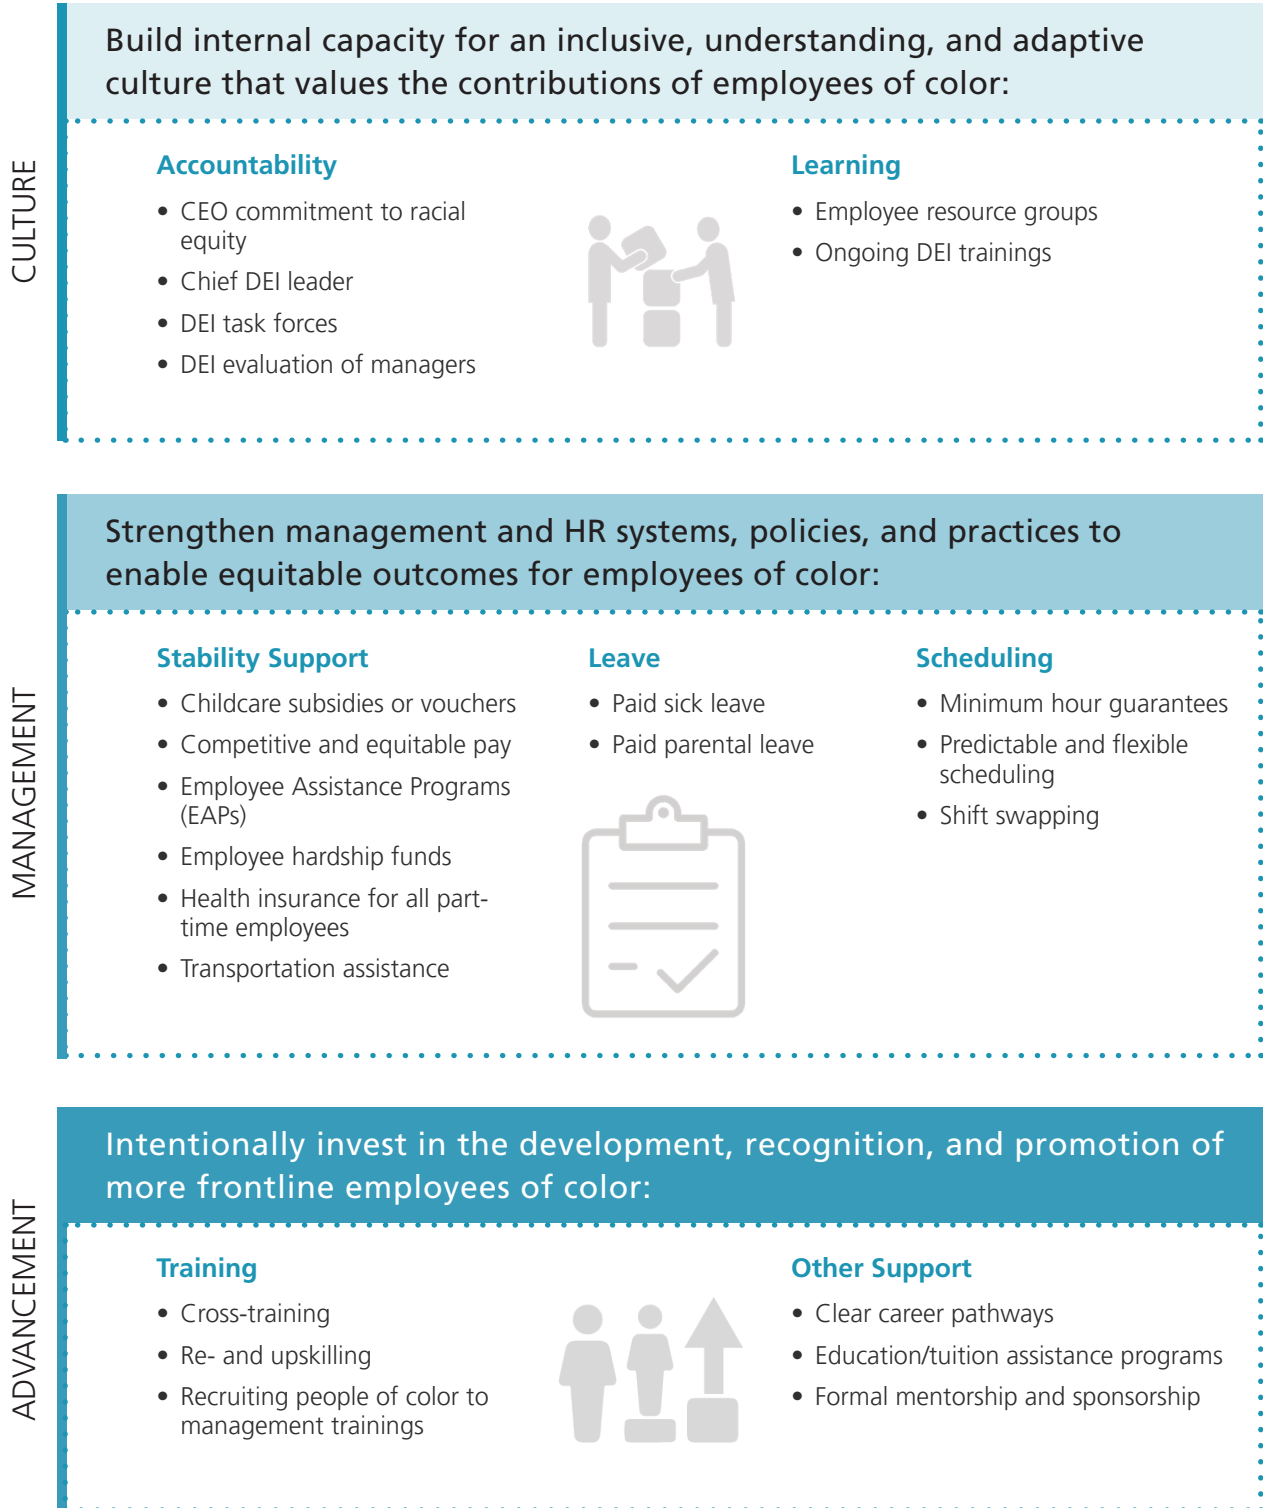 CULTURE
Build internal capacity for an inclusive, understanding, and adaptive
culture that values the contributions of employees of color:
Accountability
• CEO commitment to racial
equity
• Chief DEI leader
• DEI task forces
• DEI evaluation of managers
Learning
• Employee resource groups
• Ongoing DEI trainings
MANAGEMENT
Strengthen management and HR systems, policies, and practices to
enable equitable outcomes for employees of color:
Stability Support
• Childcare subsidies or vouchers
• Competitive and equitable pay
• Employee Assistance Programs
(EAPs)
• Employee hardship funds
• Health insurance for all part-
time employees
• Transportation assistance
Leave
• Paid sick leave
• Paid parental leave
Scheduling
• Minimum hour guarantees
• Predictable and flexible
scheduling
• Shift swapping
ADVANCEMENT
Intentionally invest in the development, recognition, and promotion of
more frontline employees of color:
Training
• Cross-training
• Re- and upskilling
• Recruiting people of color to
management trainings
Other Support
• Clear career pathways
• Education/tuition assistance programs
• Formal mentorship and sponsorship